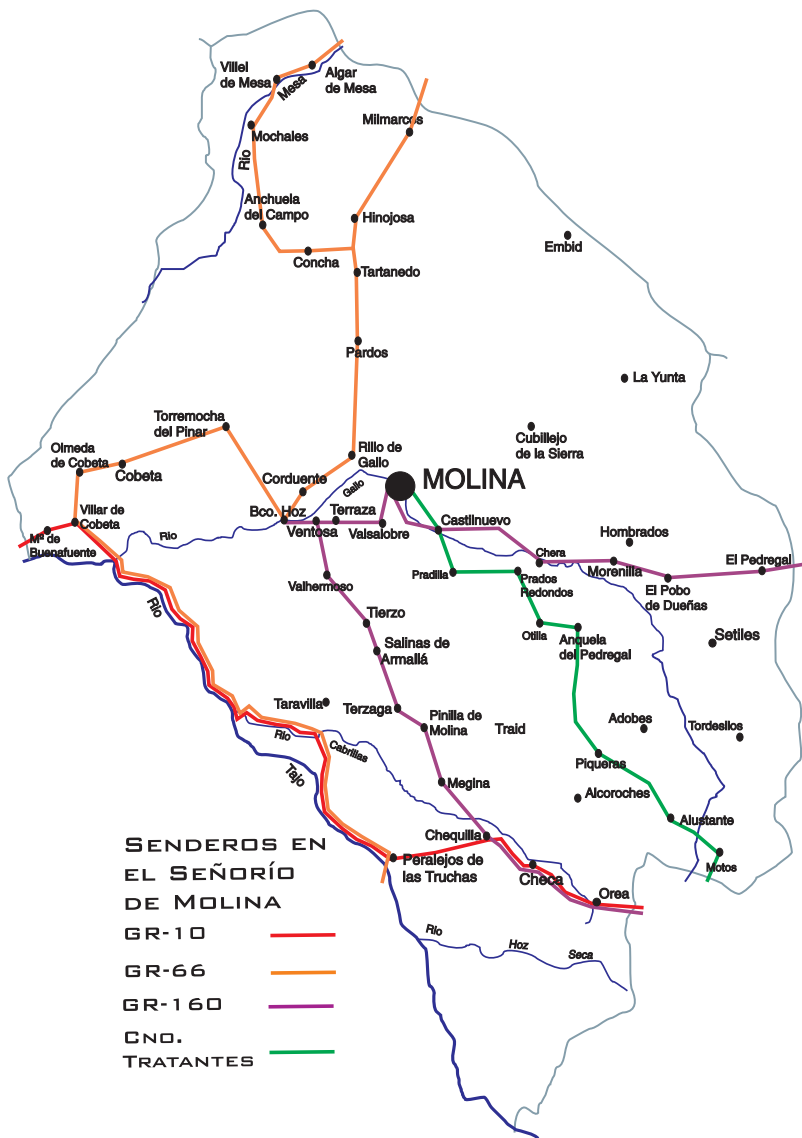 Villel
de Mesa
Mesa
Algar
de Mesa
Milmarcos
Mochales
Río
Anchuela
del Campo
Hinojosa
Embid
Concha
Tartanedo
Pardos
La Yunta
Torremocha
del Pinar
Cubillejo
de la Sierra
Olmeda
de Cobeta
Cobeta
Rillo de
Gallo
Corduente
Gallo
MOLINA
Villar de
Cobeta
Bco. Hoz
Terraza
Ventosa
Valsalobre
Castilnuevo
Hombrados
Mª de
Buenafuente
Río
Chera
Morenilla
El Pedregal
Pradilla
Prados
Redondos
El Pobo
de Dueñas
Valhermoso
Río
Tierzo
Otilla
Anquela
del Pedregal
Setiles
Salinas de
Armallá
Taravilla
Terzaga
Pinilla de
Molina
Traid
Adobes
Tordesilos
Río
Cabrillas
Tajo
Piqueras
Megina
Alcoroches
Alustante
Chequilla
Peralejos de
las Truchas
Checa
Motos
Orea
Río
Hoz
Seca
SENDEROS EN
EL SEÑORÍO
DE MOLINA
GR-10
GR-66
GR-160
CNO.
TRATANTES